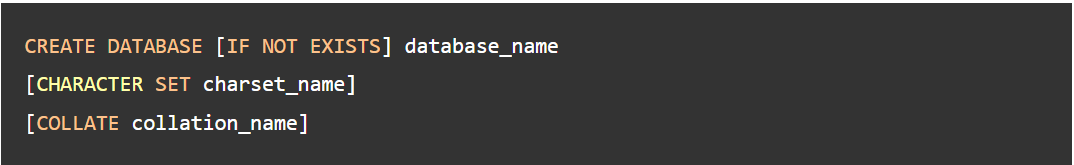 CREATE DATABASE [IF NOT EXISTS] database_name
[CHARACTER SET charset_name]
[COLLATE collation_name]